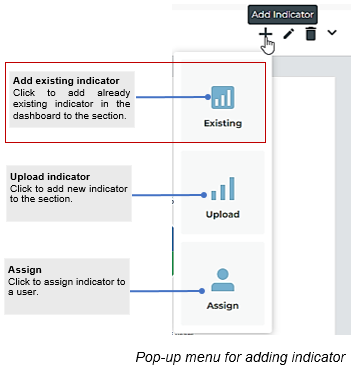 Add Indicator
Add existing indicator
Click to add already
existing indicator in the
dashboard to the section.
Existing
Upload indicator
Click to add new indicator
to the section.
Upload
Assign
Click to assign indicator to
a user.
Assign
Pop-up menu for adding indicator